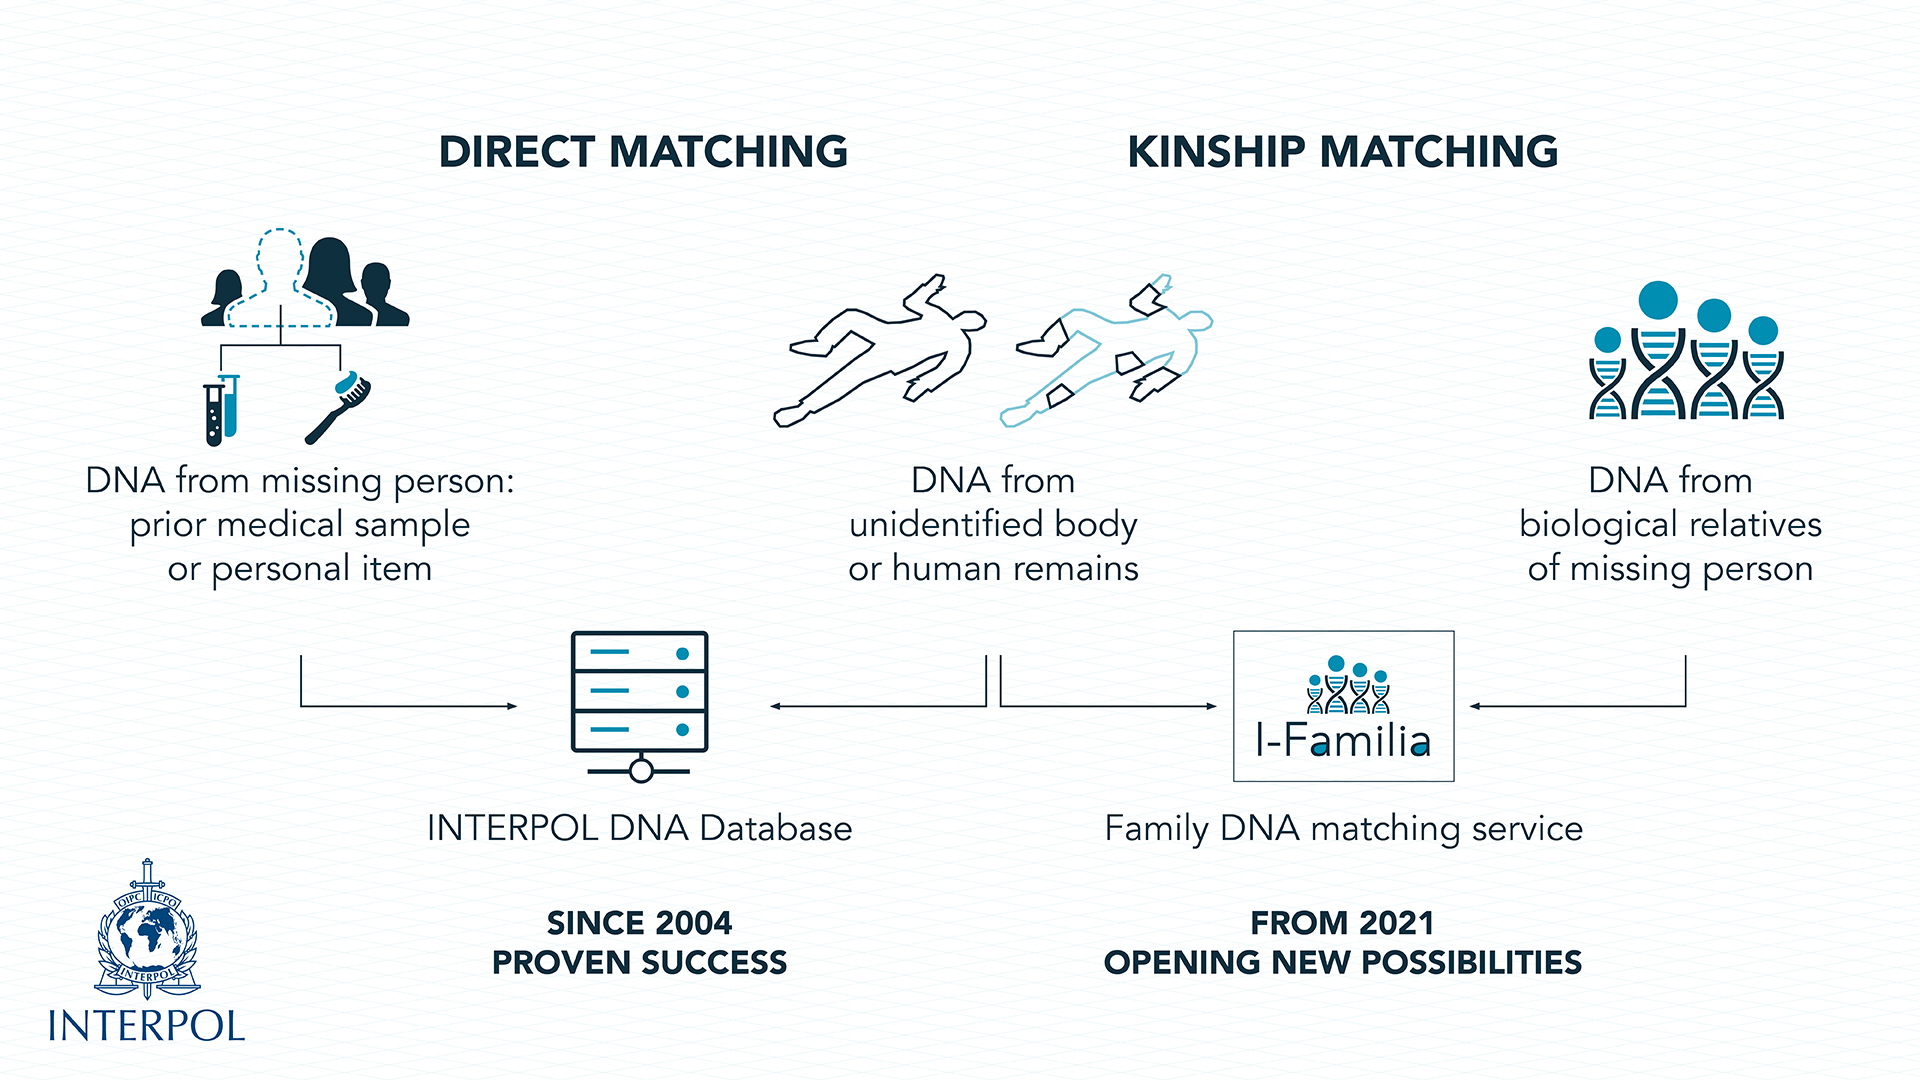 DIRECT MATCHING
KINSHIP MATCHING
DNA from missing person:
prior medical sample
or personal item
DNA from
unidentified body
or human remains
DNA from
biological relatives
of missing person
I-Familia
INTERPOL DNA Database
Family DNA matching service
SINCE 2004
PROVEN SUCCESS
FROM 2021
OPENING NEW POSSIBILITIES
OIPC ICPO
INTERPOL
INTERPOL